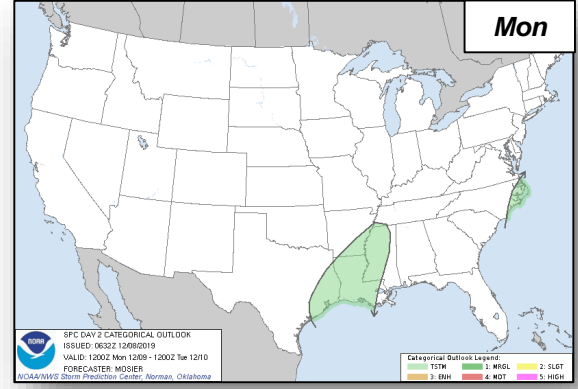 Mon
NOAA
SPC DAY 2 CATEGORICAL OUTLOOK
ISSUED: 0632Z 12/08/2019
VALID: 1200Z Mon 12/09 - 1200Z Tue 12/10
FORECASTER: MOSIER
NOAA/NWS Storm Prediction Center, Norman, Oklahoma
Categorical Outlook Legend:
TSTM 1: MRGL 2: SLGT
3: ENH 4: MDT 5: HIGH